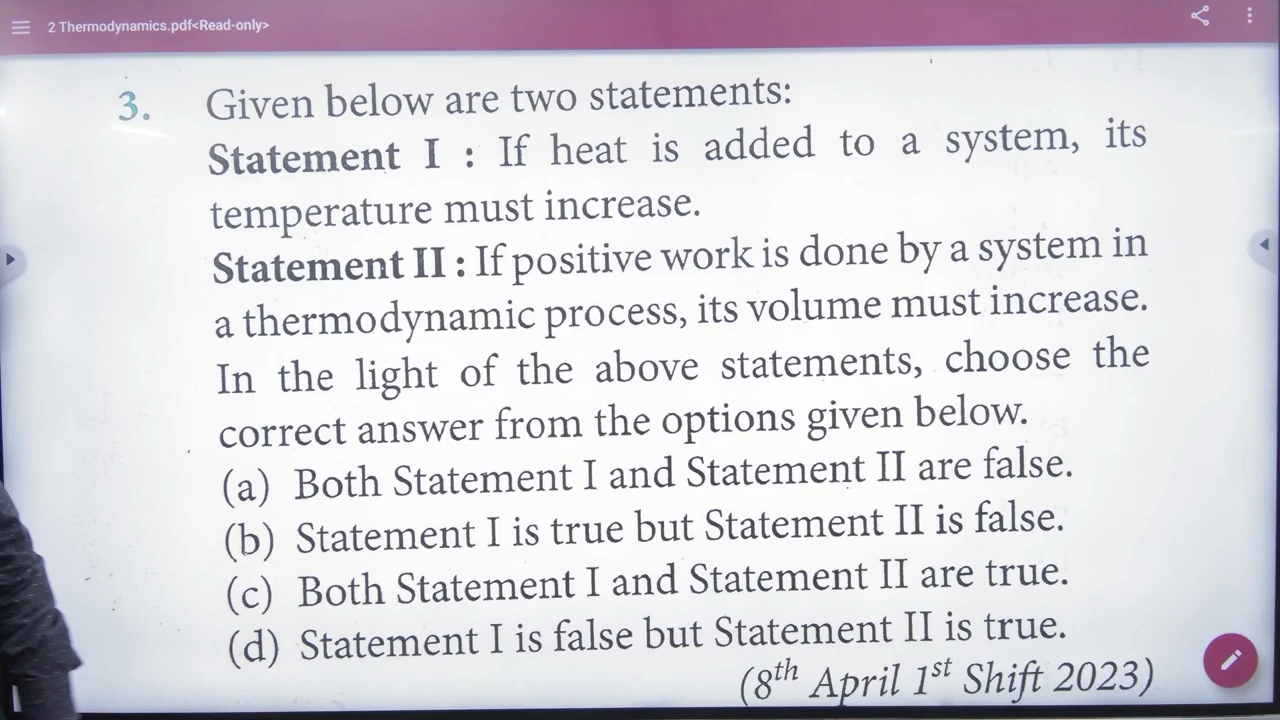 2 Thermodynamics.pdf<Read-only>
3. Given below are two statements:
Statement I : If heat is added to a system, its
temperature must increase.
Statement II : If positive work is done by a system in
a thermodynamic process, its volume must increase.
In the light of the above statements, choose the
correct answer from the options given below.
(a) Both Statement I and Statement II are false.
(b) Statement I is true but Statement II is false.
(c) Both Statement I and Statement II are true.
(d) Statement I is false but Statement II is true.
(8th April 1st Shift 2023)